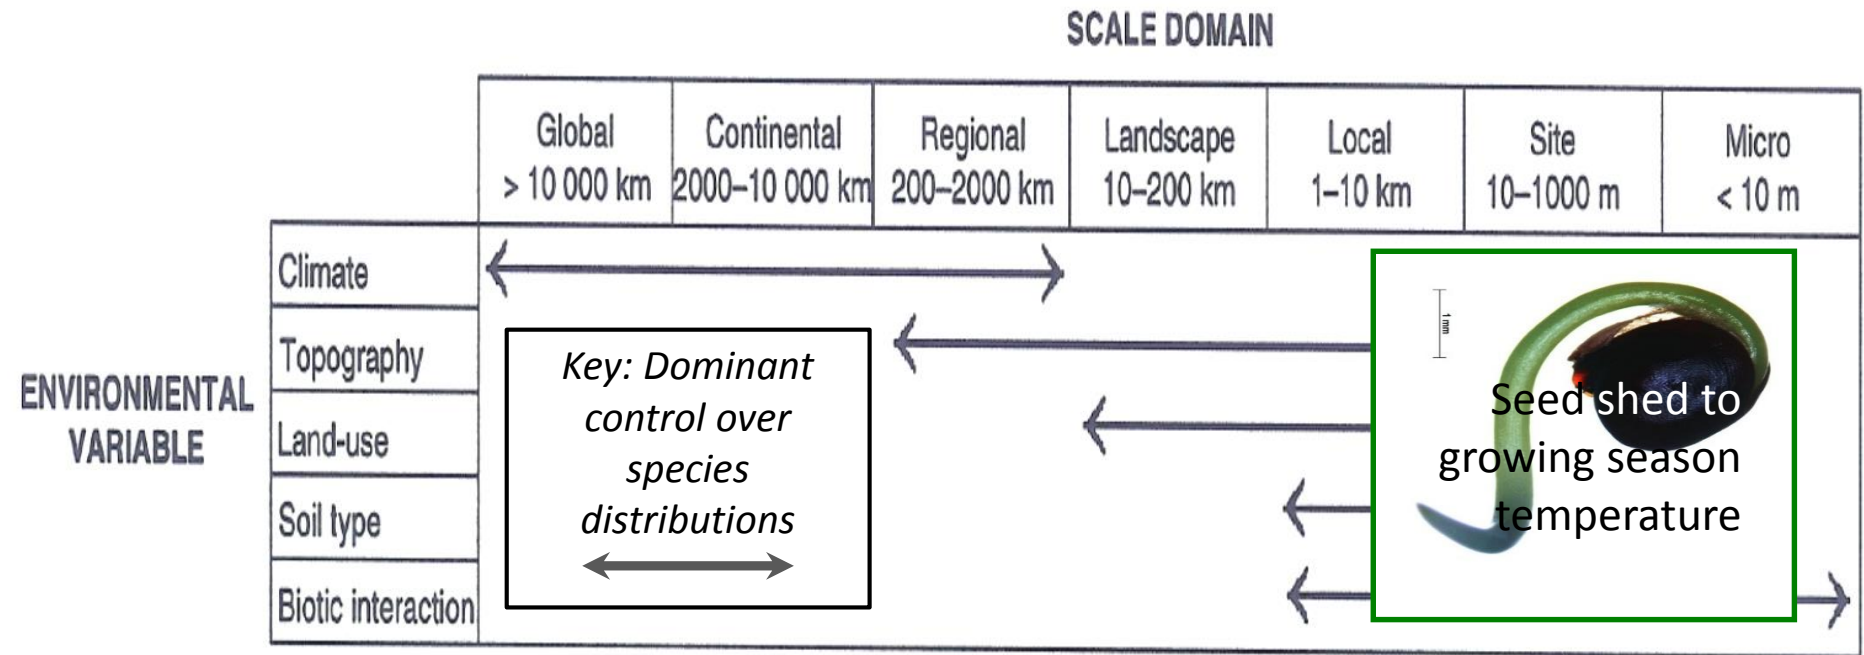 SCALE DOMAIN
Global
> 10 000 km
Continental
2000–10 000 km
Regional
200–2000 km
Landscape
10–200 km
Local
1–10 km
Site
10–1000 m
Micro
< 10 m
ENVIRONMENTAL
VARIABLE
Climate
Topography
Land-use
Soil type
Biotic interaction
Key: Dominant
control over
species
distributions
1 mm
Seed shed to
growing season
temperature